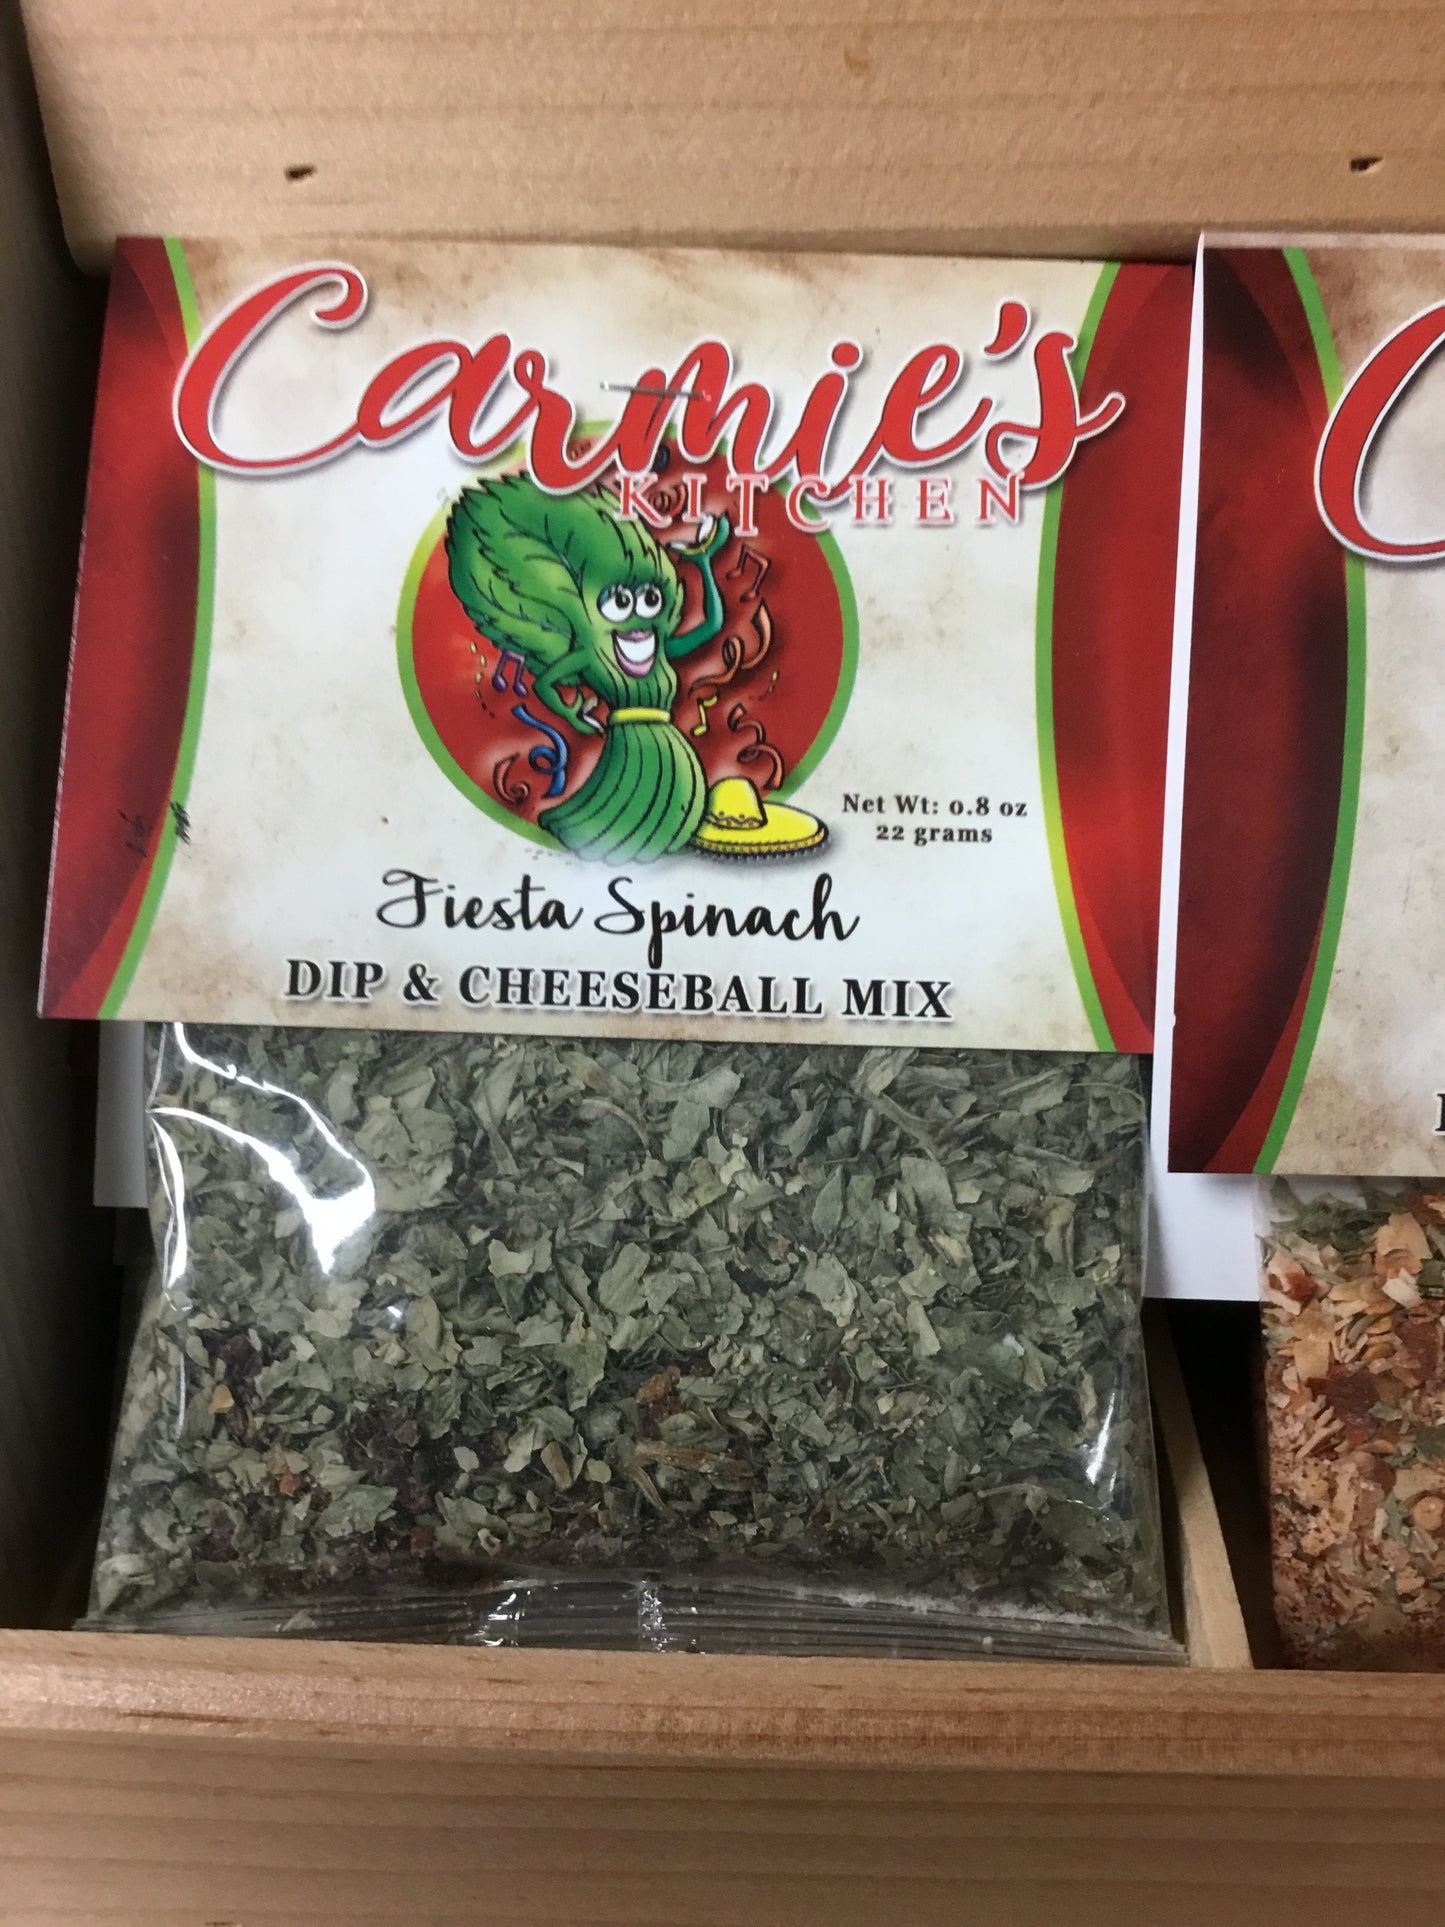 Carmie's
KITCHEN
Net Wt: 0.8 oz
22 grams
Fiesta Spinach
DIP & CHEESEBALL MIX
C